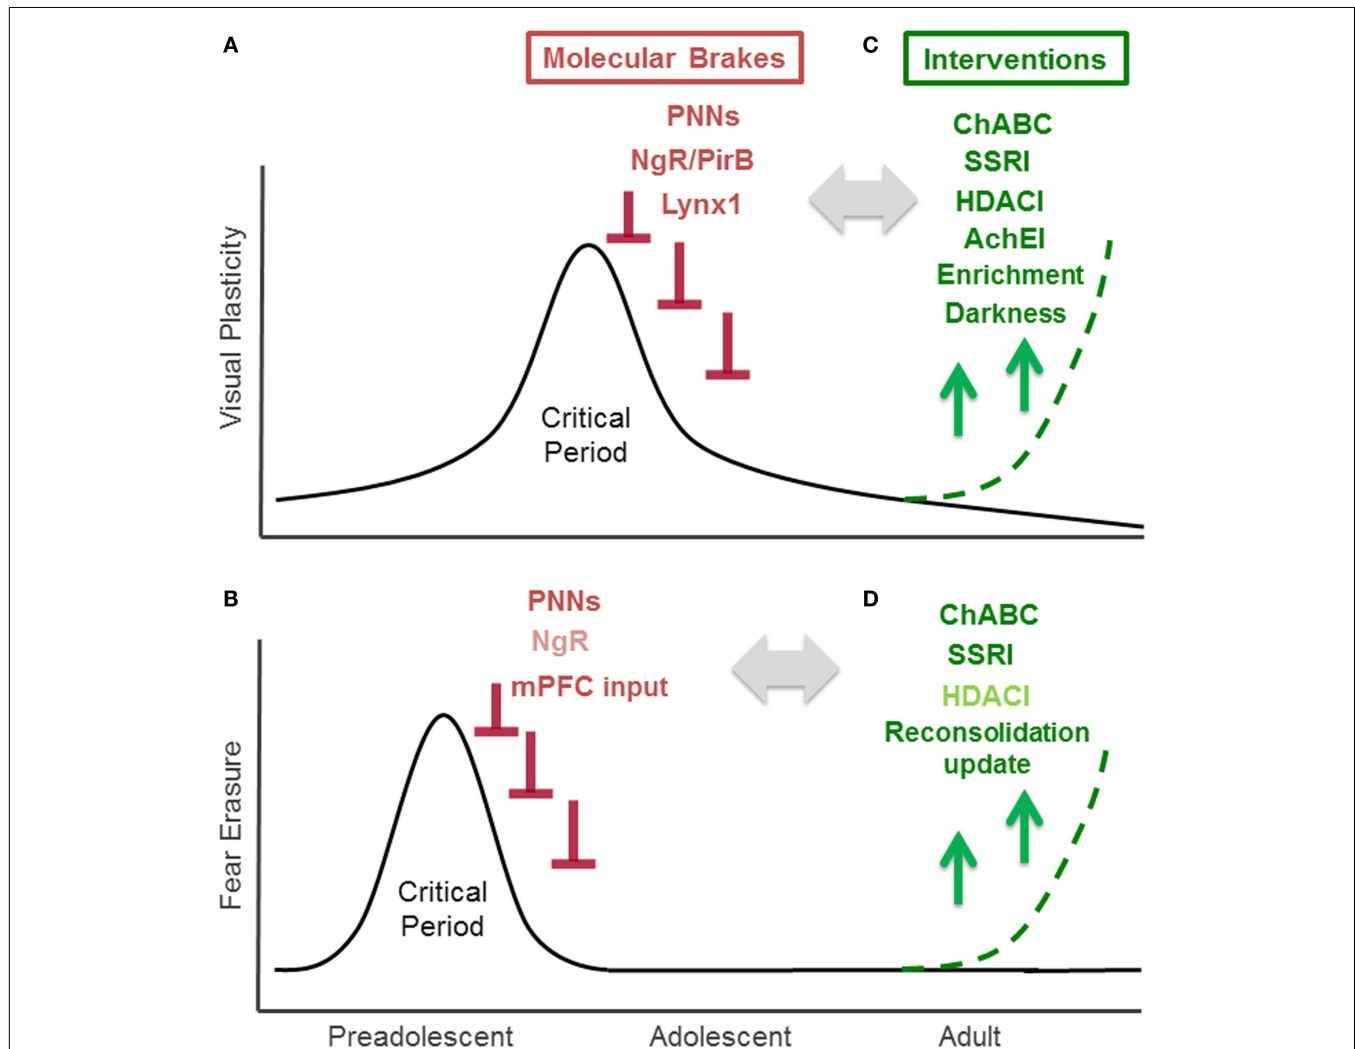 A
Molecular Brakes
PNNs
NgR/PirB
Lynx1
C
Interventions
ChABC
SSRI
HDACI
AchEI
Enrichment
Darkness
Visual Plasticity
Critical
Period
B
PNNs
NgR
mPFC input
D
ChABC
SSRI
HDACI
Reconsolidation
update
Fear Erasure
Critical
Period
Preadolescent
Adolescent
Adult